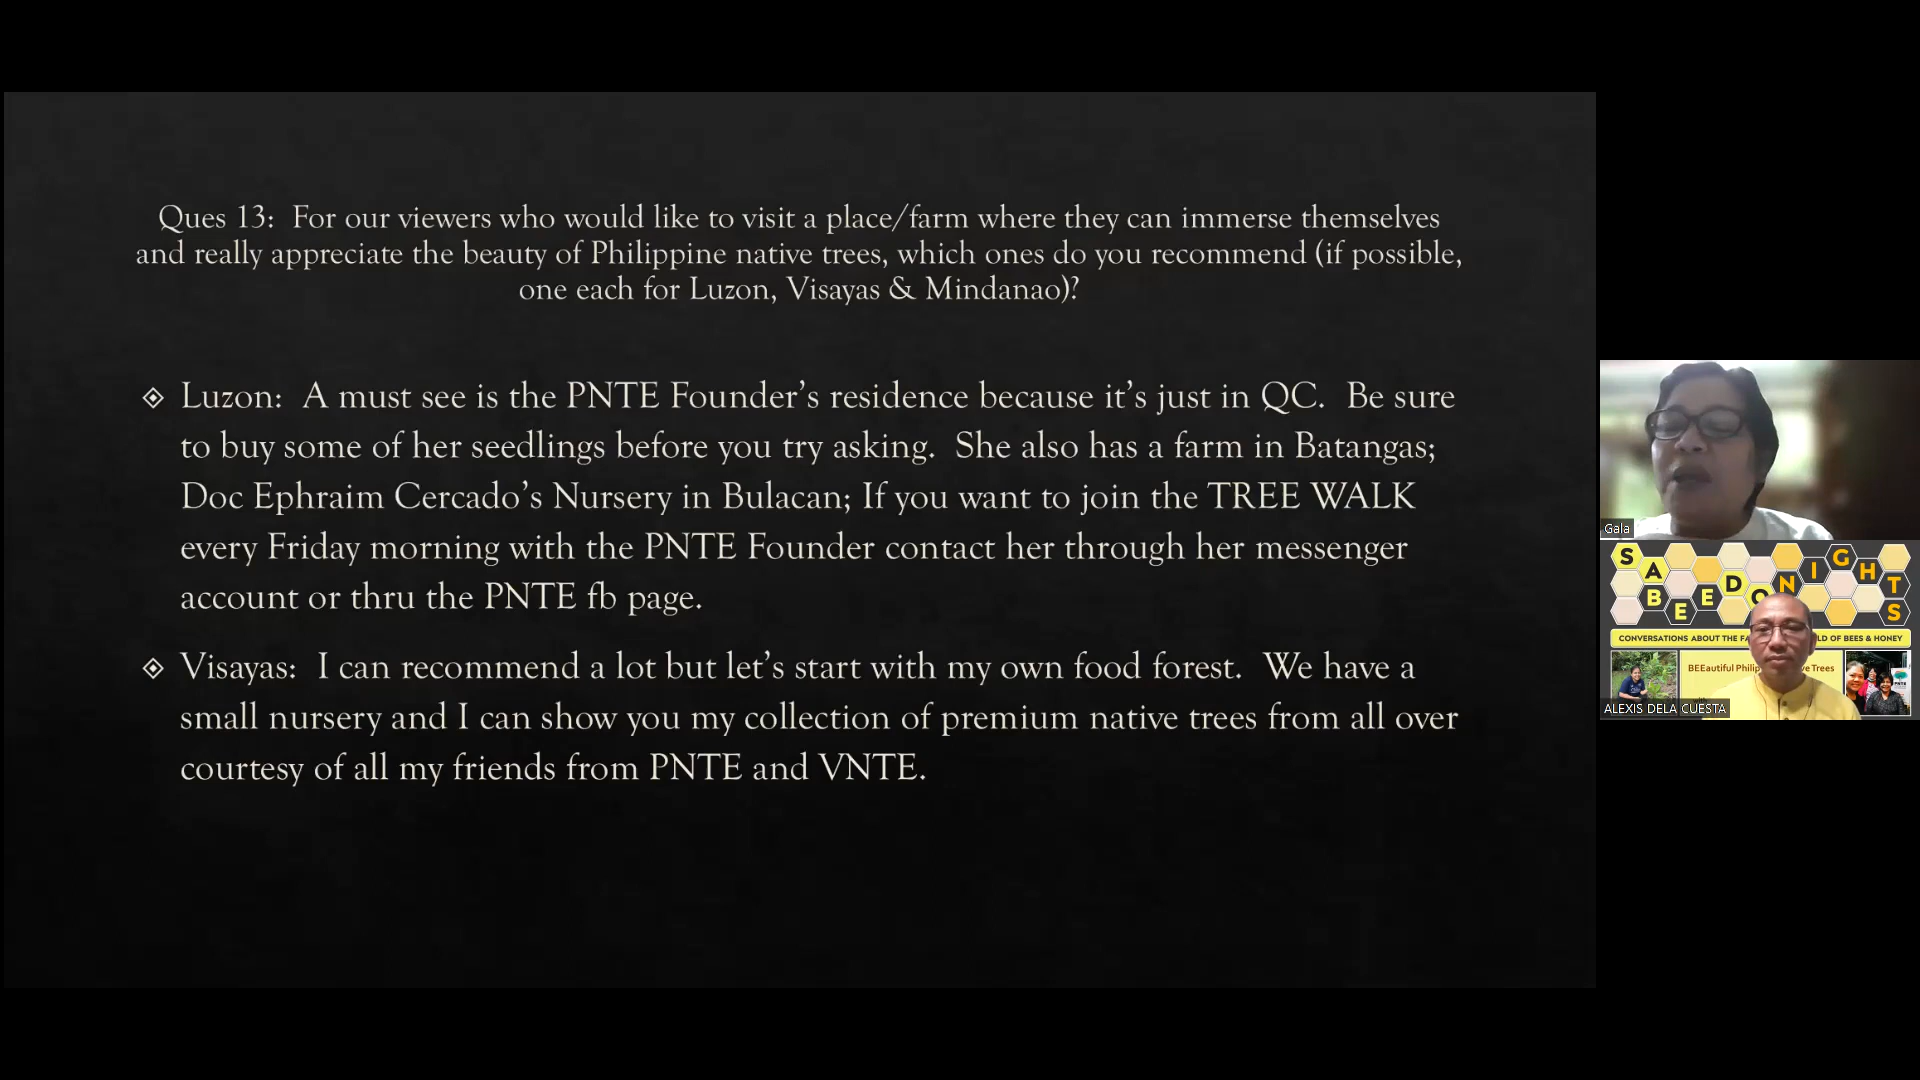 Ques 13:  For our viewers who would like to visit a place/farm where they can immerse themselves
and really appreciate the beauty of Philippine native trees, which ones do you recommend (if possible,
one each for Luzon, Visayas & Mindanao)?
Luzon:  A must see is the PNTE Founder's residence because it's just in QC.  Be sure
to buy some of her seedlings before you try asking.  She also has a farm in Batangas;
Doc Ephraim Cercado's Nursery in Bulacan; If you want to join the TREE WALK
every Friday morning with the PNTE Founder contact her through her messenger
account or thru the PNTE fb page.
Visayas:  I can recommend a lot but let's start with my own food forest.  We have a
small nursery and I can show you my collection of premium native trees from all over
courtesy of all my friends from PNTE and VNTE.
Gala
SABEEDO NIGHTS
CONVERSATIONS ABOUT THE FA LD OF BEES & HONEY
BEEautiful Philip ve Trees
ALEXIS DELA CUESTA